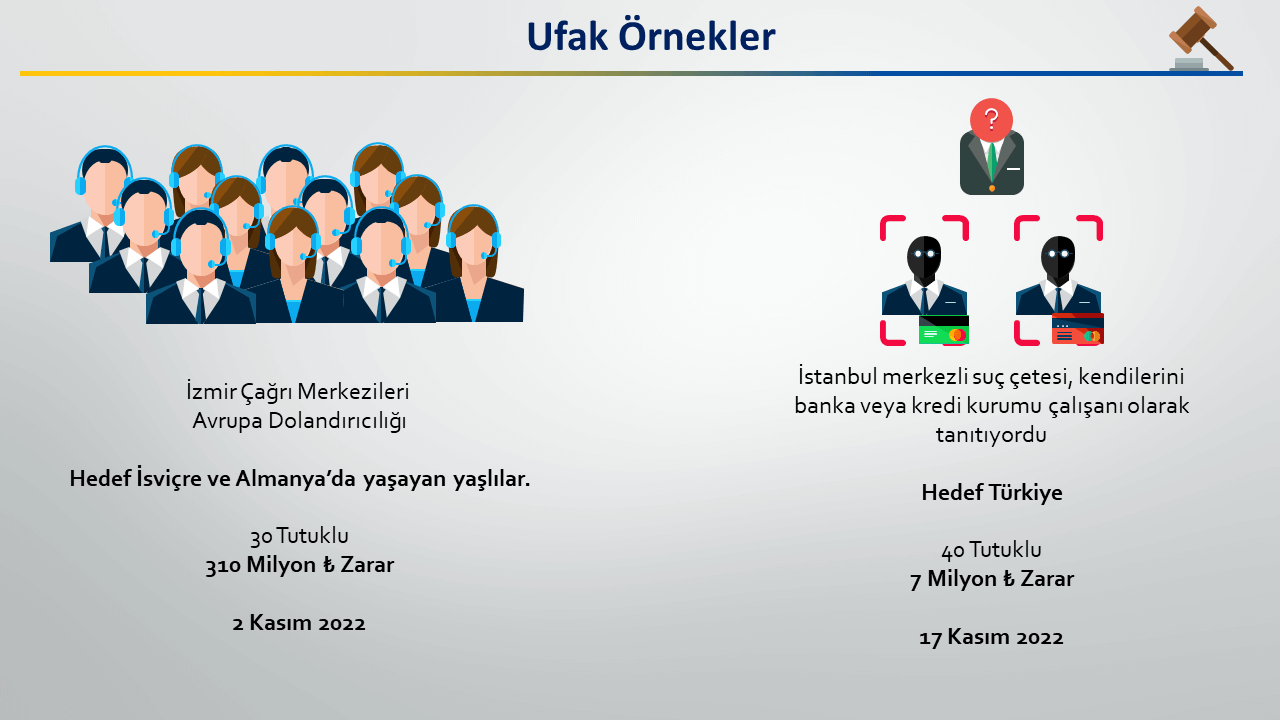 Ufak Örnekler
?
İzmir Çağrı Merkezileri
Avrupa Dolandırıcılığı
Hedef İsviçre ve Almanya’da yaşayan yaşlılar.
30 Tutuklu
310 Milyon ₺ Zarar
2 Kasım 2022
İstanbul merkezli suç çetesi, kendilerini
banka veya kredi kurumu çalışanı olarak
tanıtıyordu
Hedef Türkiye
40 Tutuklu
7 Milyon ₺ Zarar
17 Kasım 2022